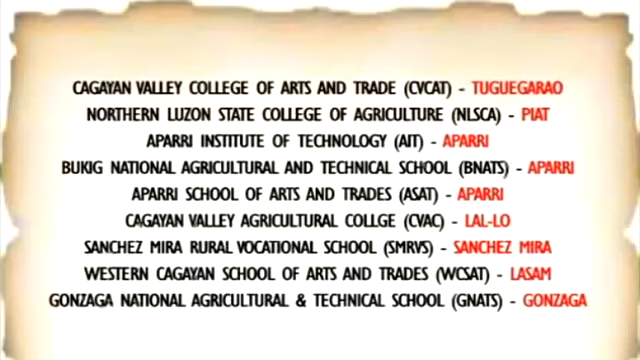 CAGAYAN VALLEY COLLEGE OF ARTS AND TRADE (CVCAT) - TUGUEGARAO
NORTHERN LUZON STATE COLLEGE OF AGRICULTURE (NLSCA) - PIAT
APARRI INSTITUTE OF TECHNOLOGY (AIT) - APARRI
BUKIG NATIONAL AGRICULTURAL AND TECHNICAL SCHOOL (BNATS) - APARRI
APARRI SCHOOL OF ARTS AND TRADES (ASAT) - APARRI
CAGAYAN VALLEY AGRICULTURAL COLLGE (CVAC) - LAL-LO
SANCHEZ MIRA RURAL VOCATIONAL SCHOOL (SMRVS) - SANCHEZ MIRA
WESTERN CAGAYAN SCHOOL OF ARTS AND TRADES (WCSAT) - LASAM
GONZAGA NATIONAL AGRICULTURAL & TECHNICAL SCHOOL (GNATS) - GONZAGA